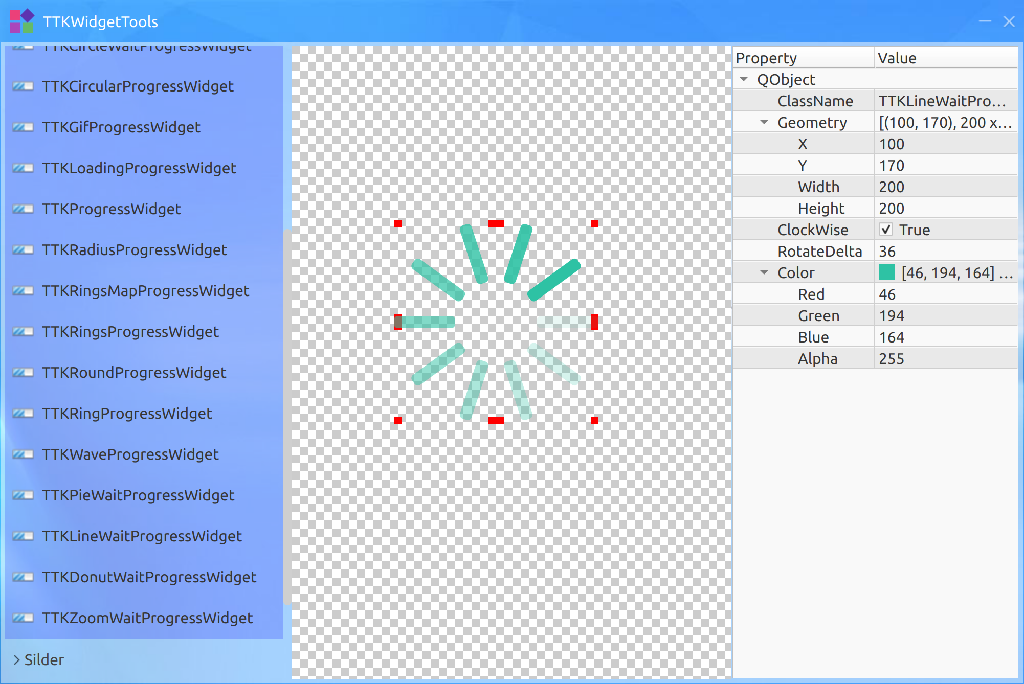 TTKWidgetTools
TTKCircleWaitProgressWidget
TTKCircularProgressWidget
TTKGifProgressWidget
TTKLoadingProgressWidget
TTKProgressWidget
TTKRadiusProgressWidget
TTKRingsMapProgressWidget
TTKRingsProgressWidget
TTKRoundProgressWidget
TTKRingProgressWidget
TTKWaveProgressWidget
TTKPieWaitProgressWidget
TTKLineWaitProgressWidget
TTKDonutWaitProgressWidget
TTKZoomWaitProgressWidget
Silder
Property Value
QObject
ClassName TTKLineWaitPro...
Geometry [(100, 170), 200 x...
X 100
Y 170
Width 200
Height 200
ClockWise True
RotateDelta 36
Color [46, 194, 164] ...
Red 46
Green 194
Blue 164
Alpha 255